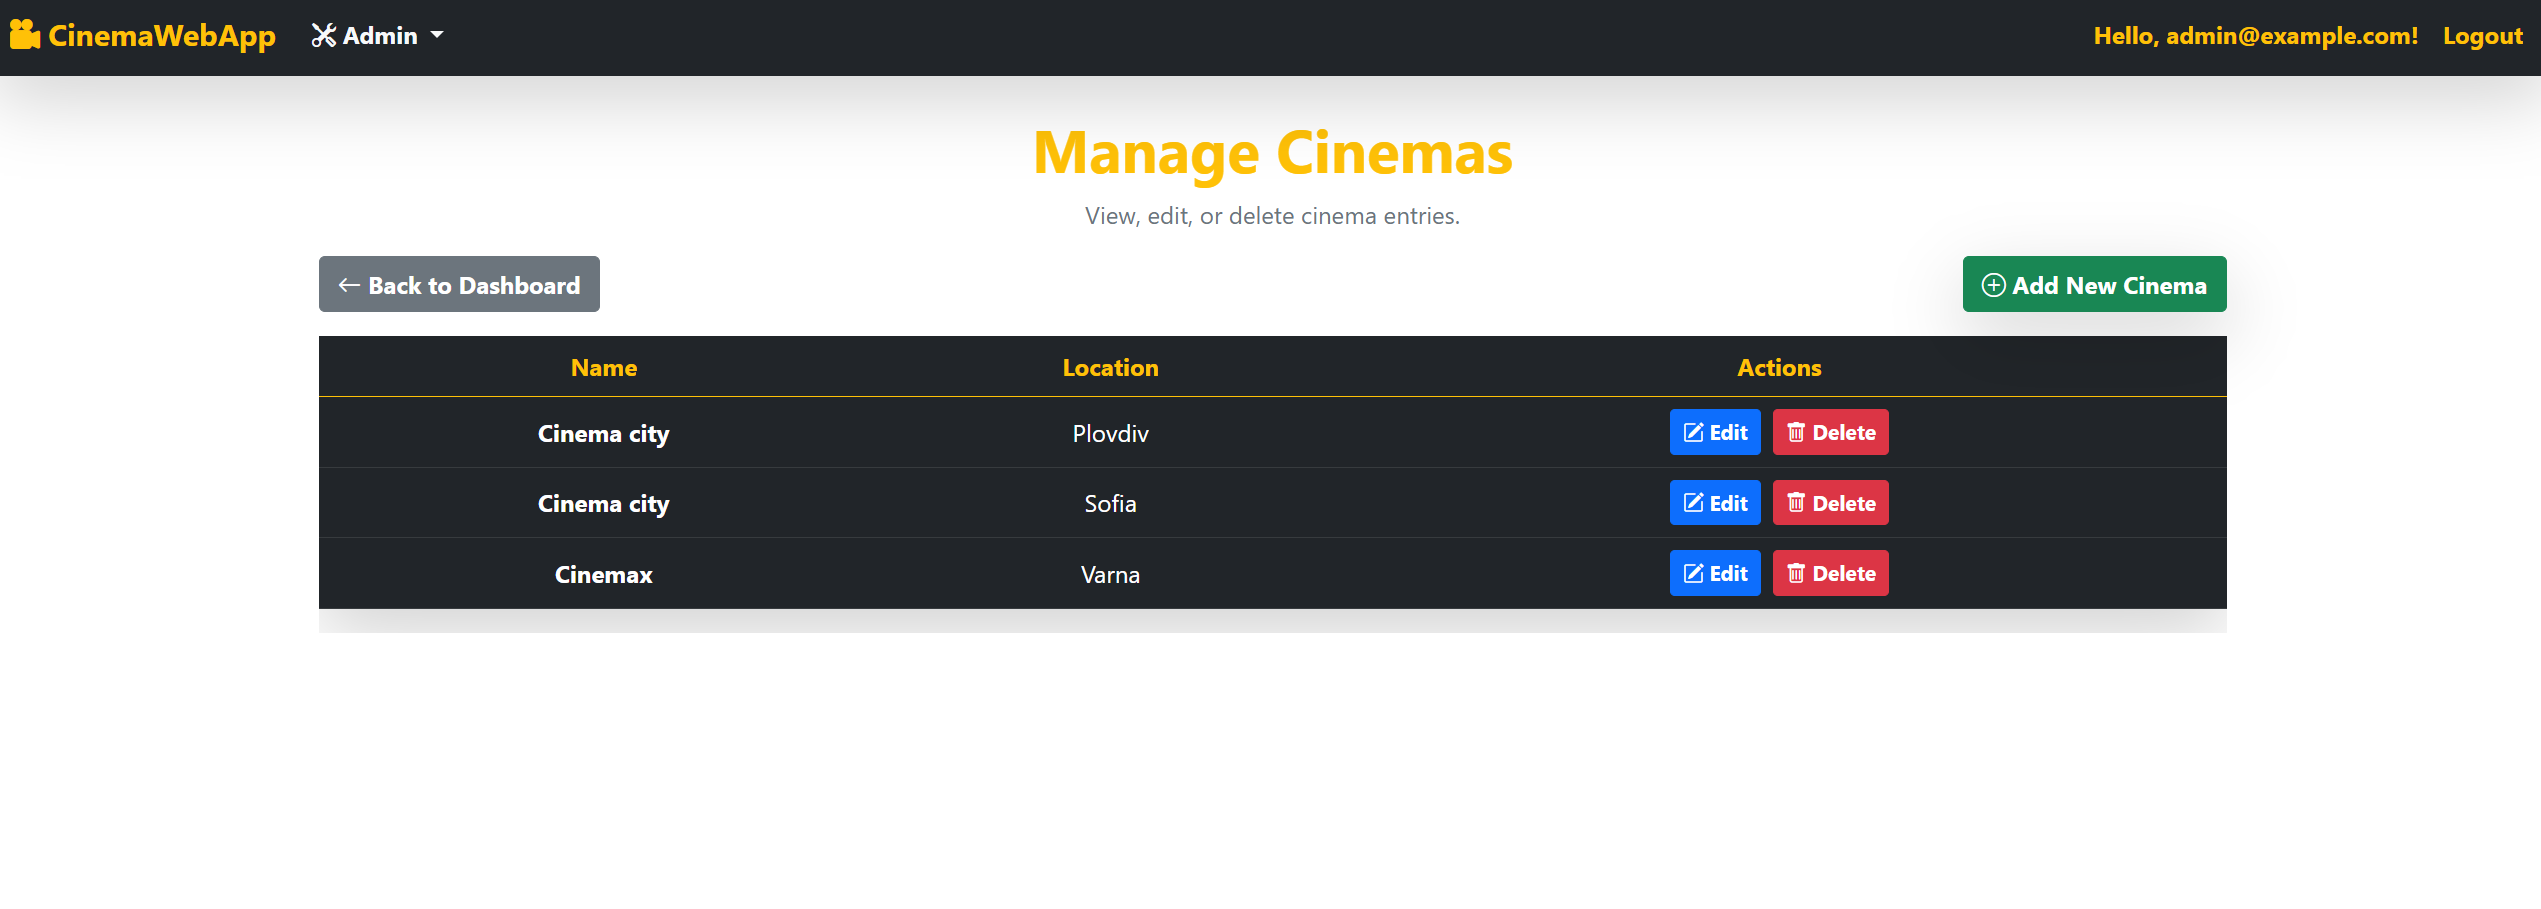 CinemaWebApp Admin Hello, admin@example.com! Logout
Manage Cinemas
View, edit, or delete cinema entries.
Back to Dashboard Add New Cinema
Name Location Actions
Cinema city Plovdiv Edit Delete
Cinema city Sofia Edit Delete
Cinemax Varna Edit Delete